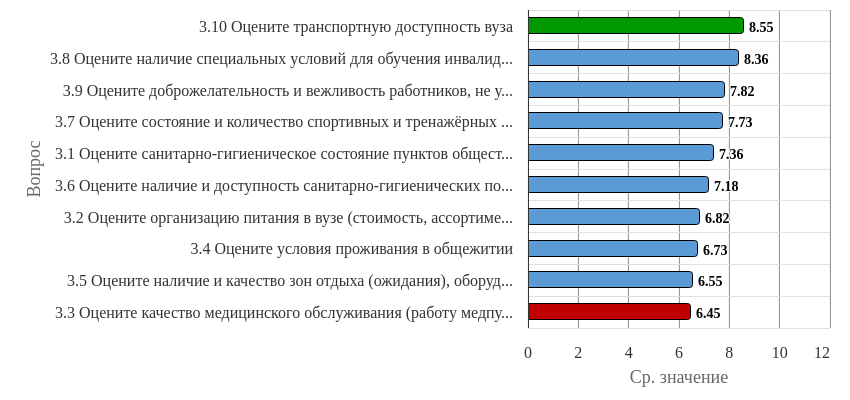 3.10 Оцените транспортную доступность вуза 8.55
3.8 Оцените наличие специальных условий для обучения инвалид... 8.36
3.9 Оцените доброжелательность и вежливость работников, не у... 7.82
3.7 Оцените состояние и количество спортивных и тренажёрных ... 7.73
3.1 Оцените санитарно-гигиеническое состояние пунктов общест... 7.36
3.6 Оцените наличие и доступность санитарно-гигиенических по... 7.18
3.2 Оцените организацию питания в вузе (стоимость, ассортиме... 6.82
3.4 Оцените условия проживания в общежитии 6.73
3.5 Оцените наличие и качество зон отдыха (ожидания), оборуд... 6.55
3.3 Оцените качество медицинского обслуживания (работу медпу... 6.45
Вопрос
0 2 4 6 8 10 12
Ср. значение